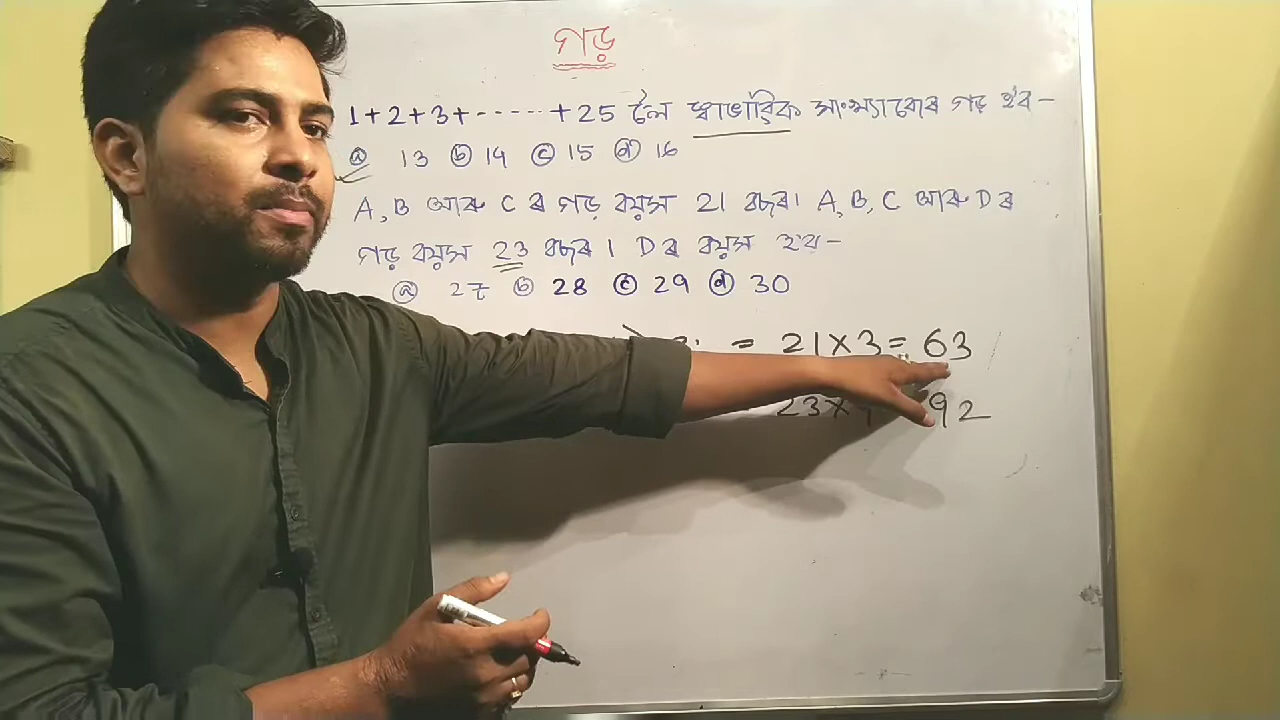 গড়
1+2+3+-----+25 লৈ স্বাভাৱিক সংখ্যাবোৰ গড় হ'ব –
ⓐ 13 ⓑ 14 ⓒ 15 ⓓ 16
A, B আৰু C ৰ গড় বয়স 21 বছৰ। A, B, C আৰু D ৰ
গড় বয়স 23 বছৰ। D ৰ বয়স হ'ব –
ⓐ 27 ⓑ 28 ⓒ 29 ⓓ 30
= 21×3= 63
23× 92